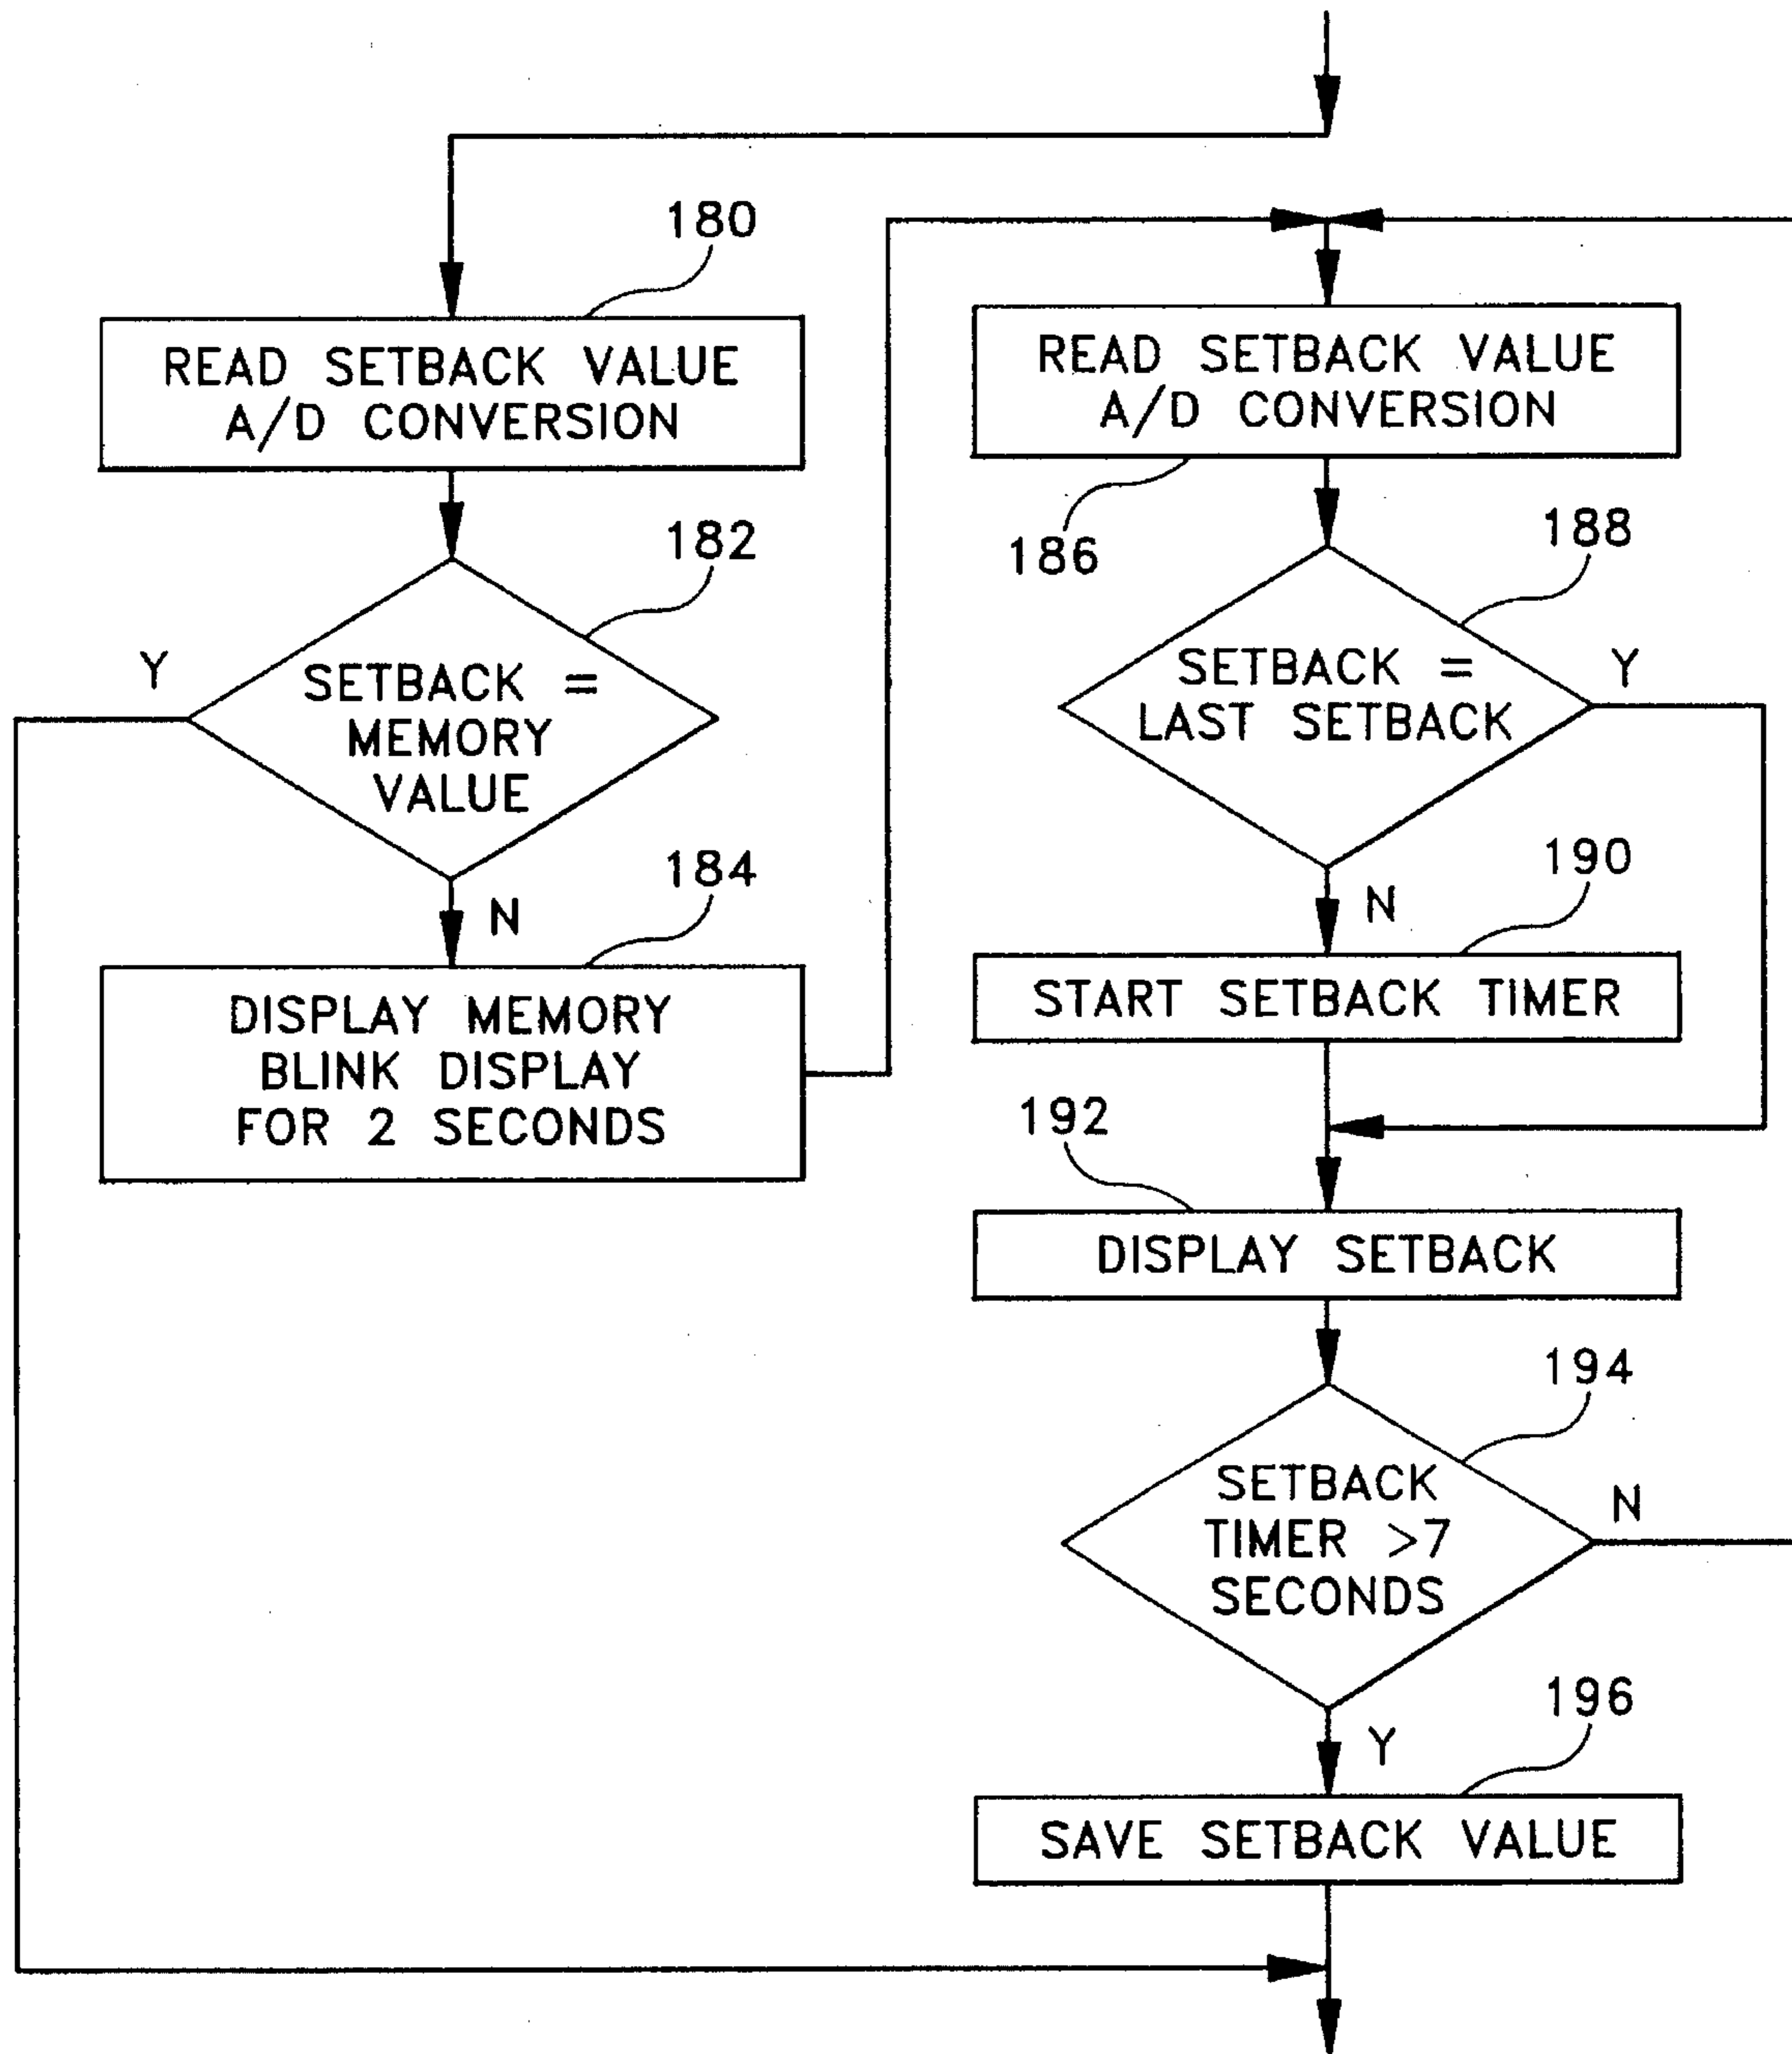 180
READ SETBACK VALUE
A/D CONVERSION
182
Y
SETBACK =
MEMORY
VALUE
N
184
DISPLAY MEMORY
BLINK DISPLAY
FOR 2 SECONDS
READ SETBACK VALUE
A/D CONVERSION
186
188
SETBACK =
LAST SETBACK
Y
N
190
START SETBACK TIMER
192
DISPLAY SETBACK
194
SETBACK
TIMER >7
SECONDS
N
Y
196
SAVE SETBACK VALUE